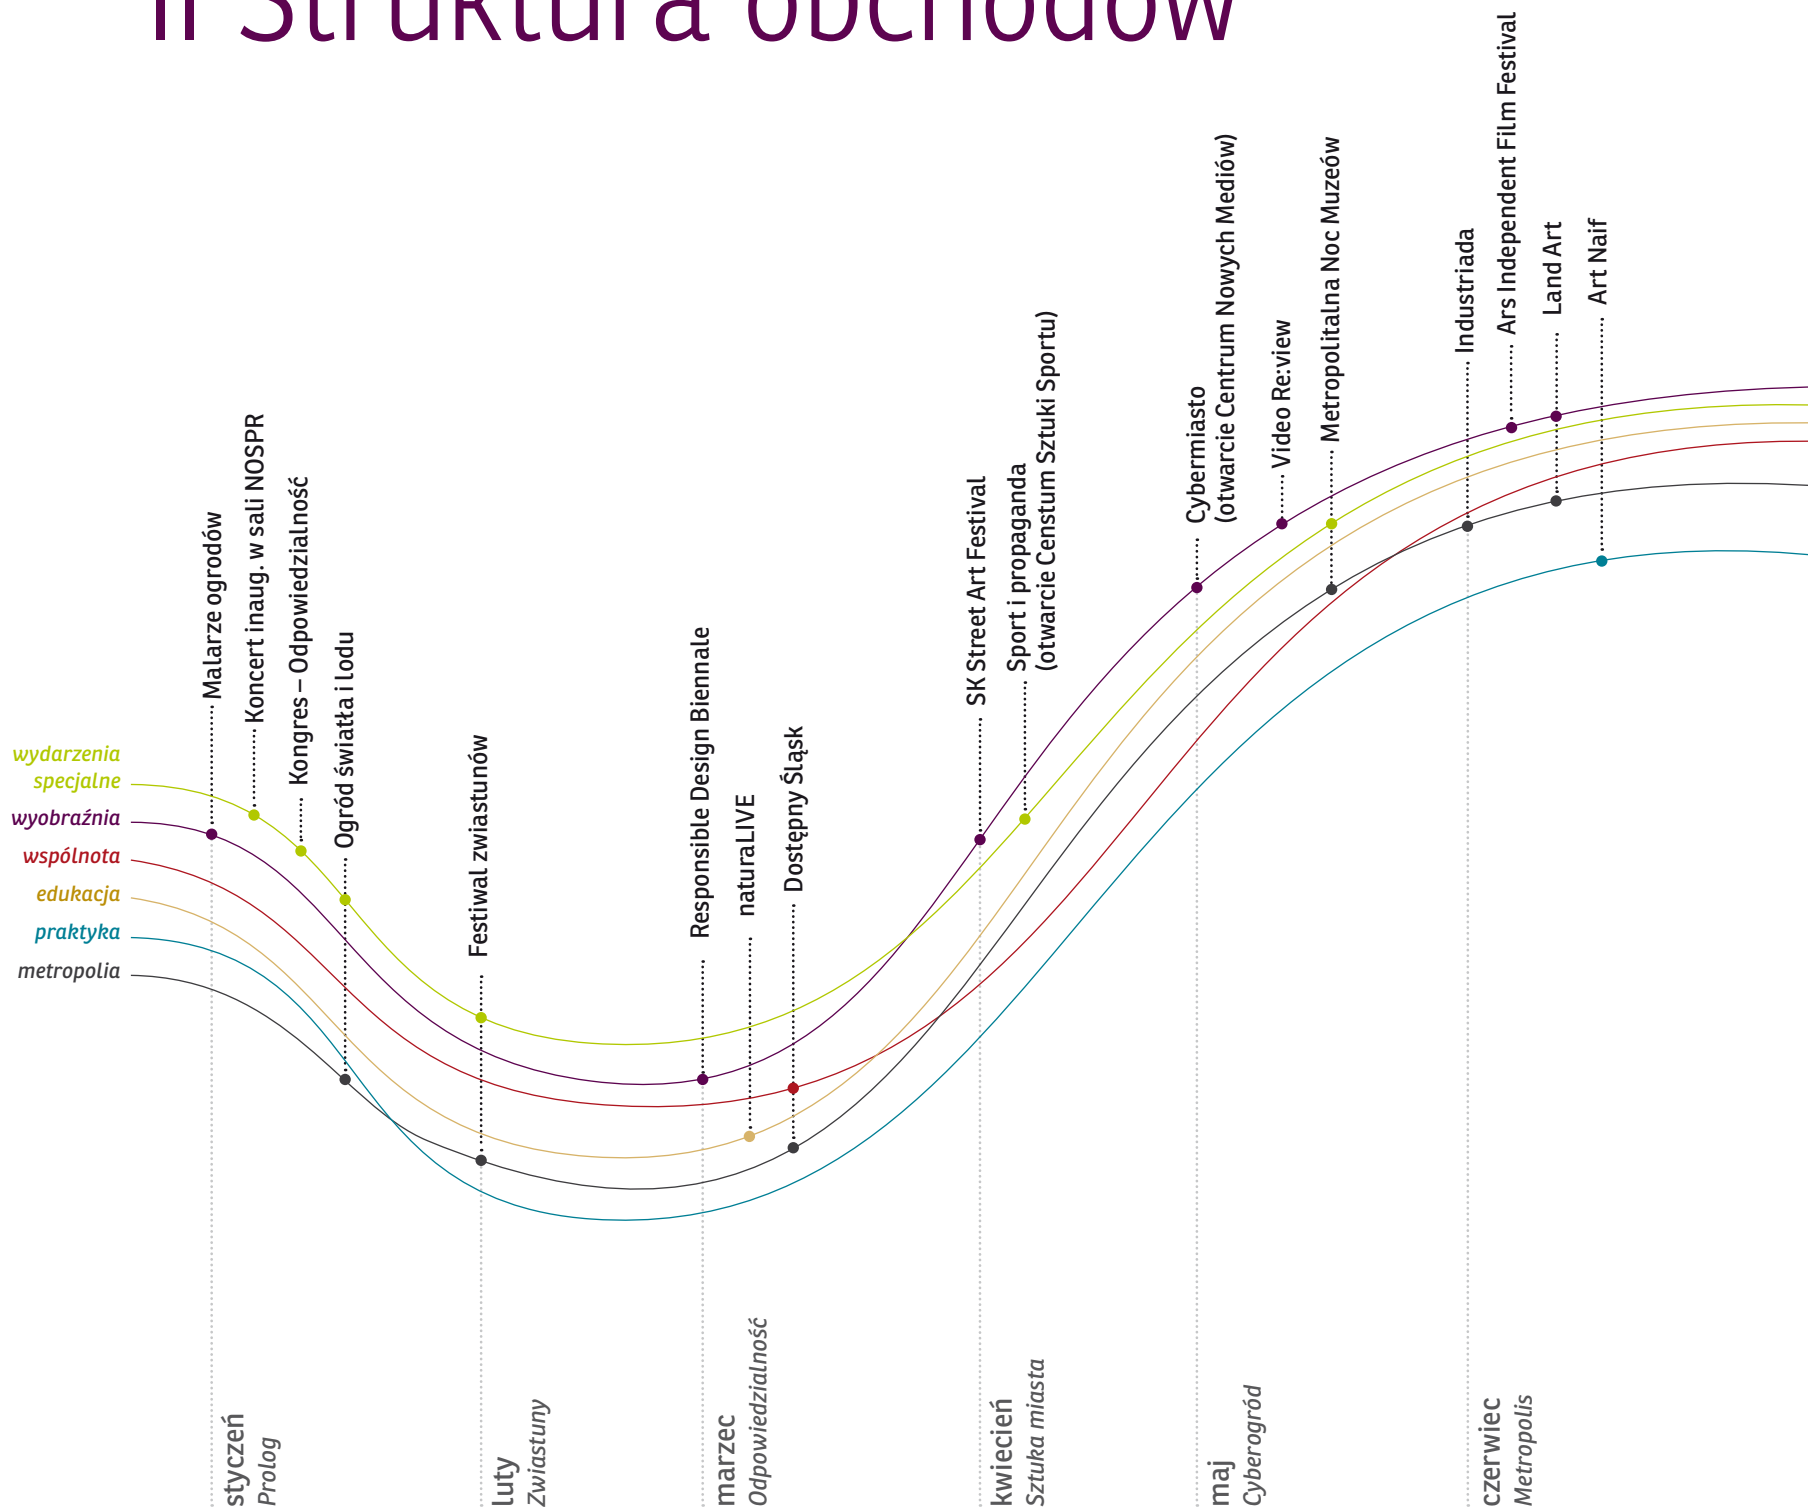 II Struktura obchodów
Malarze ogrodów
Koncert inaug. w sali NOSPR
Kongres – Odpowiedzialność
Ogród światła i lodu
Festiwal zwiastunów
Responsible Design Biennale
naturaLIVE
Dostępny Śląsk
SK Street Art Festival
Sport i propaganda
(otwarcie Censtum Sztuki Sportu)
Cybermiasto
(otwarcie Centrum Nowych Mediów)
Video Re:view
Metropolitalna Noc Muzeów
Industriada
Ars Independent Film Festival
Land Art
Art Naif
wydarzenia
specjalne
wyobraźnia
wspólnota
edukacja
praktyka
metropolia
styczeń
Prolog
luty
Zwiastuny
marzec
Odpowiedzialność
kwiecień
Sztuka miasta
maj
Cyberogród
czerwiec
Metropolis